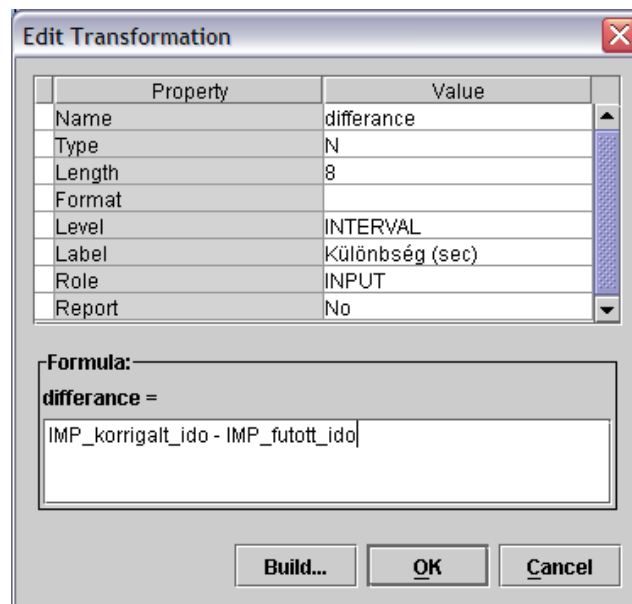 Edit Transformation
Property Value
Name differance
Type N
Length 8
Format
Level INTERVAL
Label Különbség (sec)
Role INPUT
Report No
Formula:
differance =
IMP_korrigalt_ido - IMP_futott_ido
Build... OK Cancel